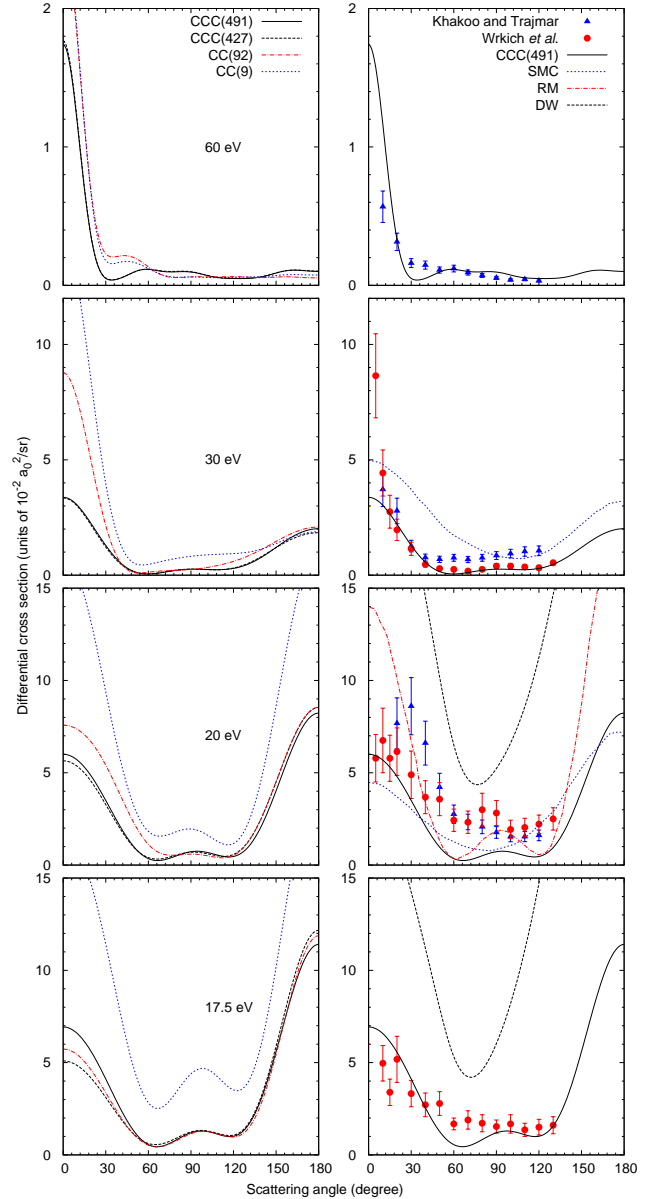 CCC(491)
CCC(427)
CC(92)
CC(9)
60 eV
2
1
0
Khakoo and Trajmar
Wrkich et al.
CCC(491)
SMC
RM
DW
2
1
0
30 eV
10
5
0
10
5
0
20 eV
15
10
5
0
15
10
5
0
17.5 eV
15
10
5
0
0 30 60 90 120 150 180
15
10
5
0
0 30 60 90 120 150 180
Differential cross section (units of 10⁻² a₀²/sr)
Scattering angle (degree)
Scattering angle (degree)